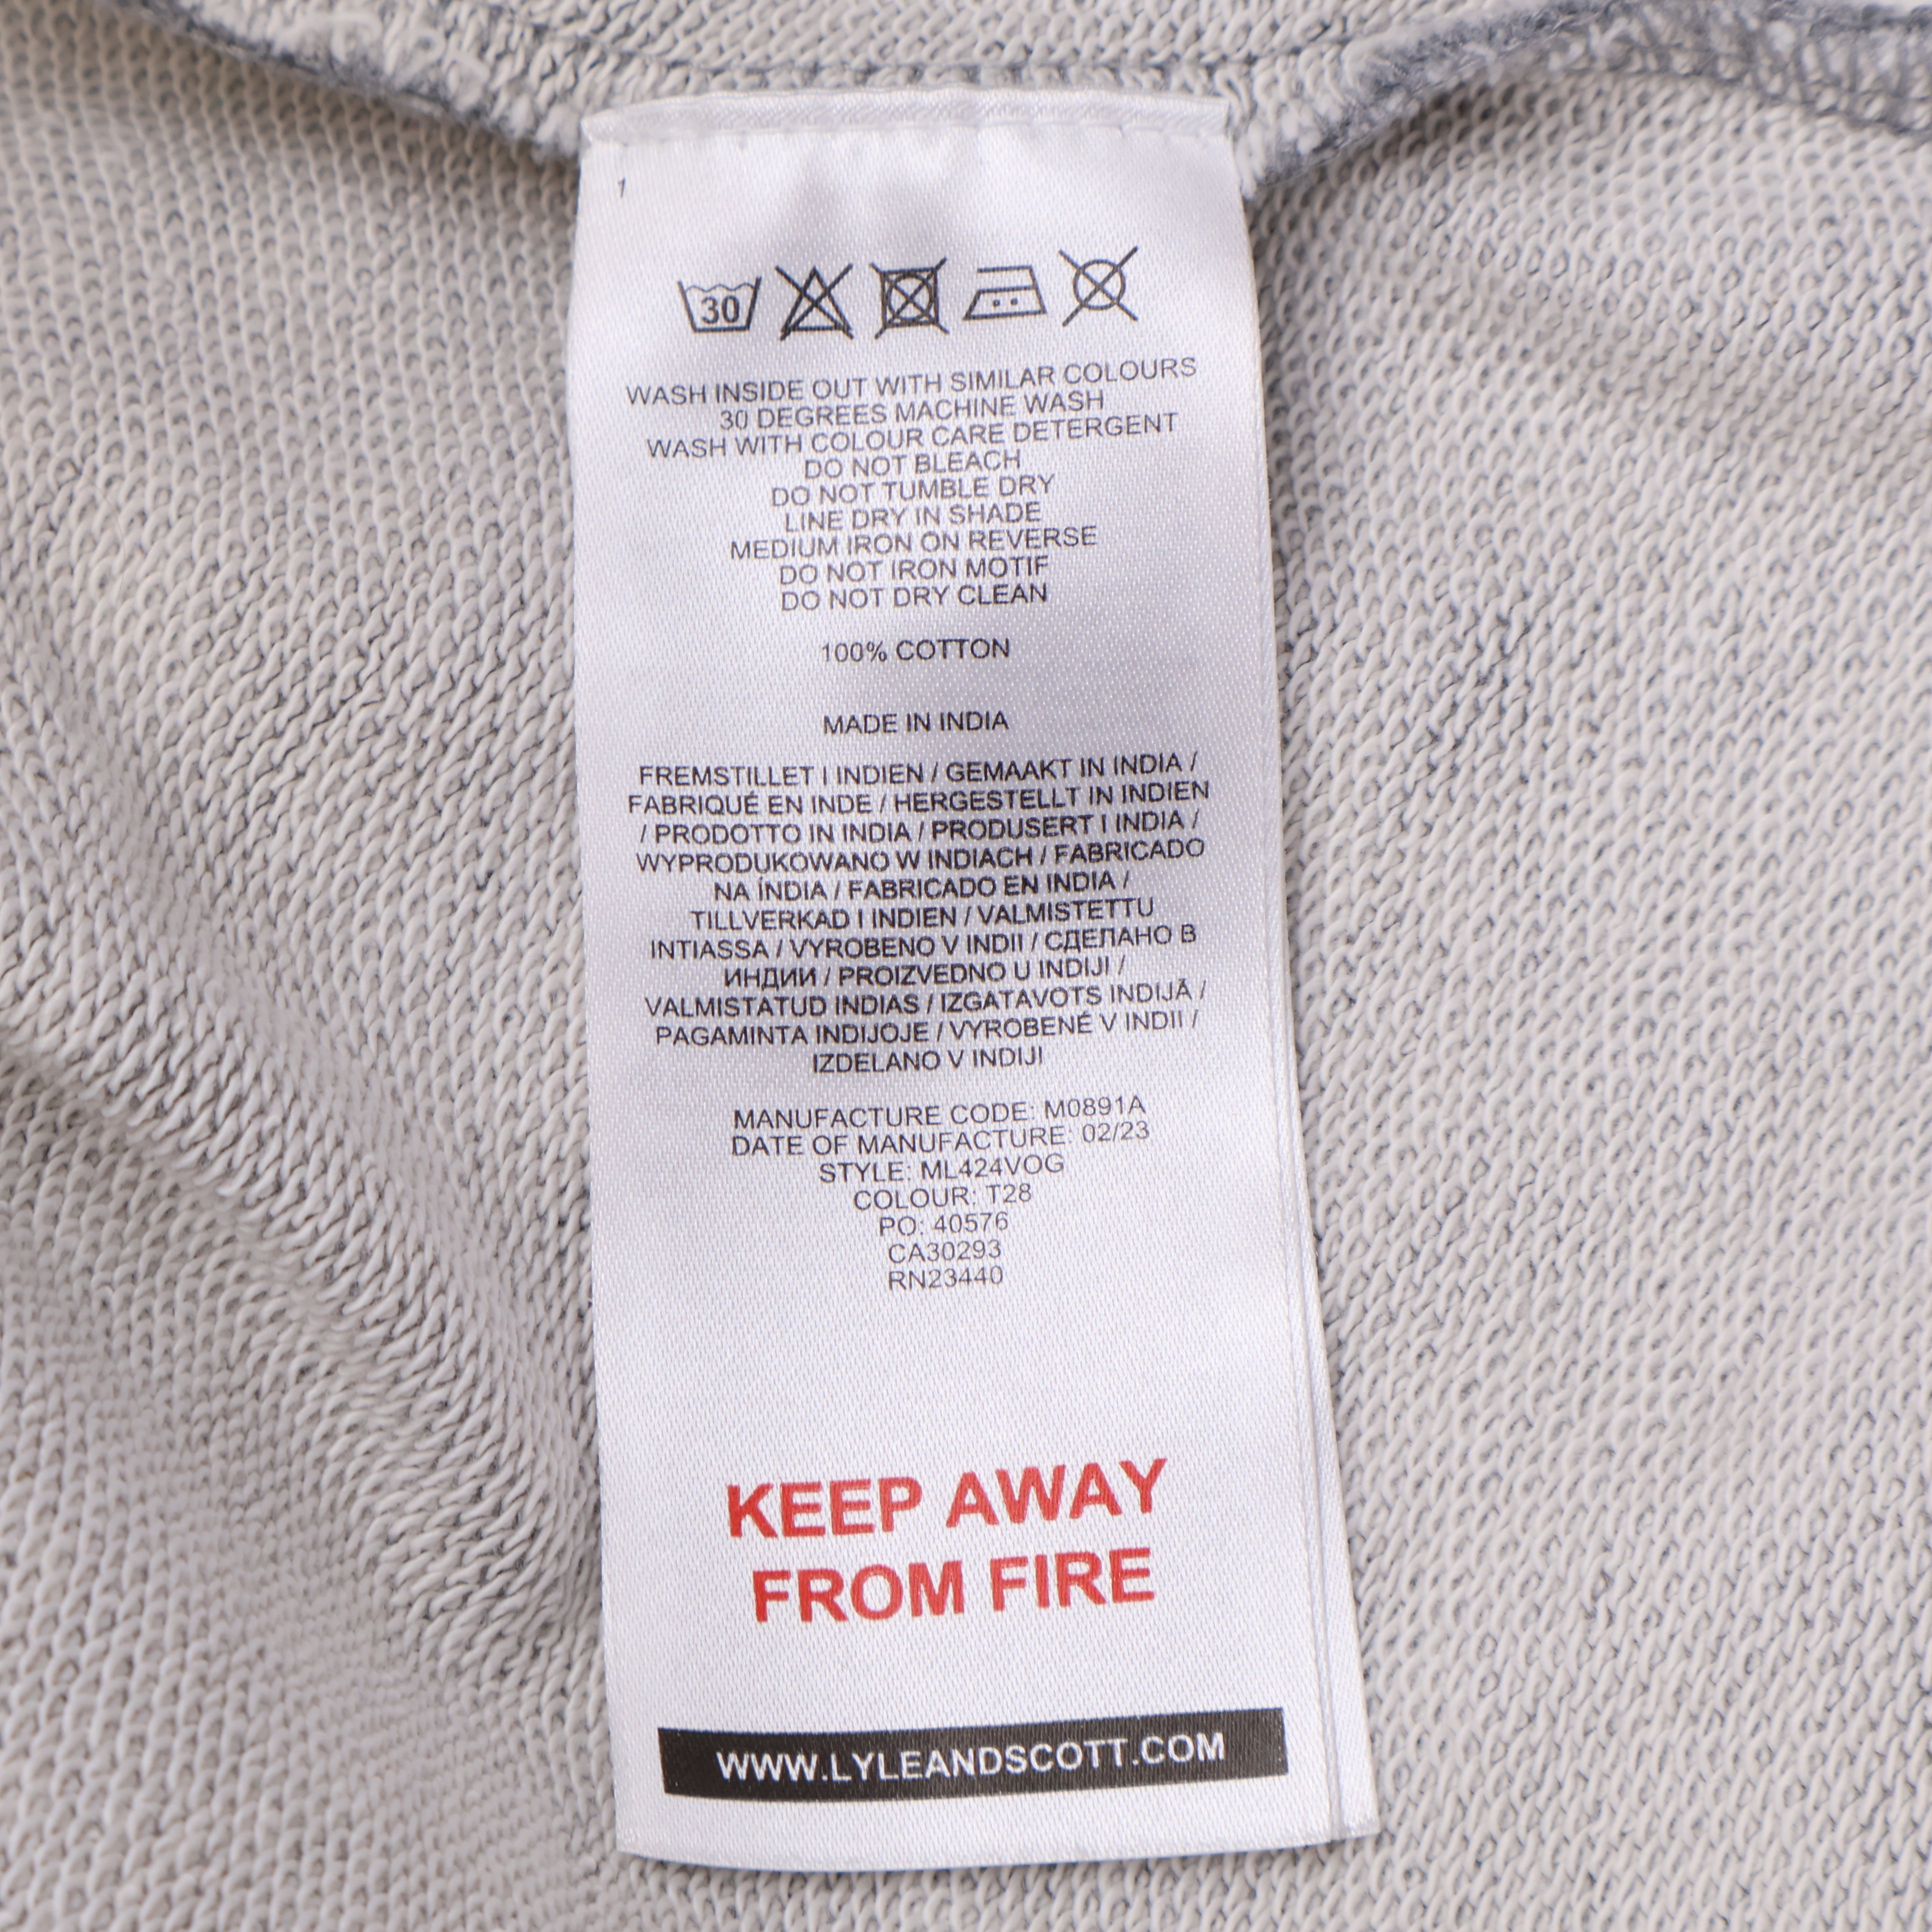 1
30
WASH INSIDE OUT WITH SIMILAR COLOURS
30 DEGREES MACHINE WASH
WASH WITH COLOUR CARE DETERGENT
DO NOT BLEACH
DO NOT TUMBLE DRY
LINE DRY IN SHADE
MEDIUM IRON ON REVERSE
DO NOT IRON MOTIF
DO NOT DRY CLEAN
100% COTTON
MADE IN INDIA
FREMSTILLET I INDIEN / GEMAAKT IN INDIA /
FABRIQUÉ EN INDE / HERGESTELLT IN INDIEN
/ PRODOTTO IN INDIA / PRODUSERT I INDIA /
WYPRODUKOWANO W INDIACH / FABRICADO
NA ÍNDIA / FABRICADO EN INDIA /
TILLVERKAD I INDIEN / VALMISTETTU
INTIASSA / VYROBENO V INDII / СДЕЛАНО В
ИНДИИ / PROIZVEDNO U INDIJI /
VALMISTATUD INDIAS / IZGATAVOTS INDIJĀ /
PAGAMINTA INDIJOJE / VYROBENÉ V INDII /
IZDELANO V INDIJI
MANUFACTURE CODE: M0891A
DATE OF MANUFACTURE: 02/23
STYLE: ML424VOG
COLOUR: T28
PO: 40576
CA30293
RN23440
KEEP AWAY
FROM FIRE
WWW.LYLEANDSCOTT.COM